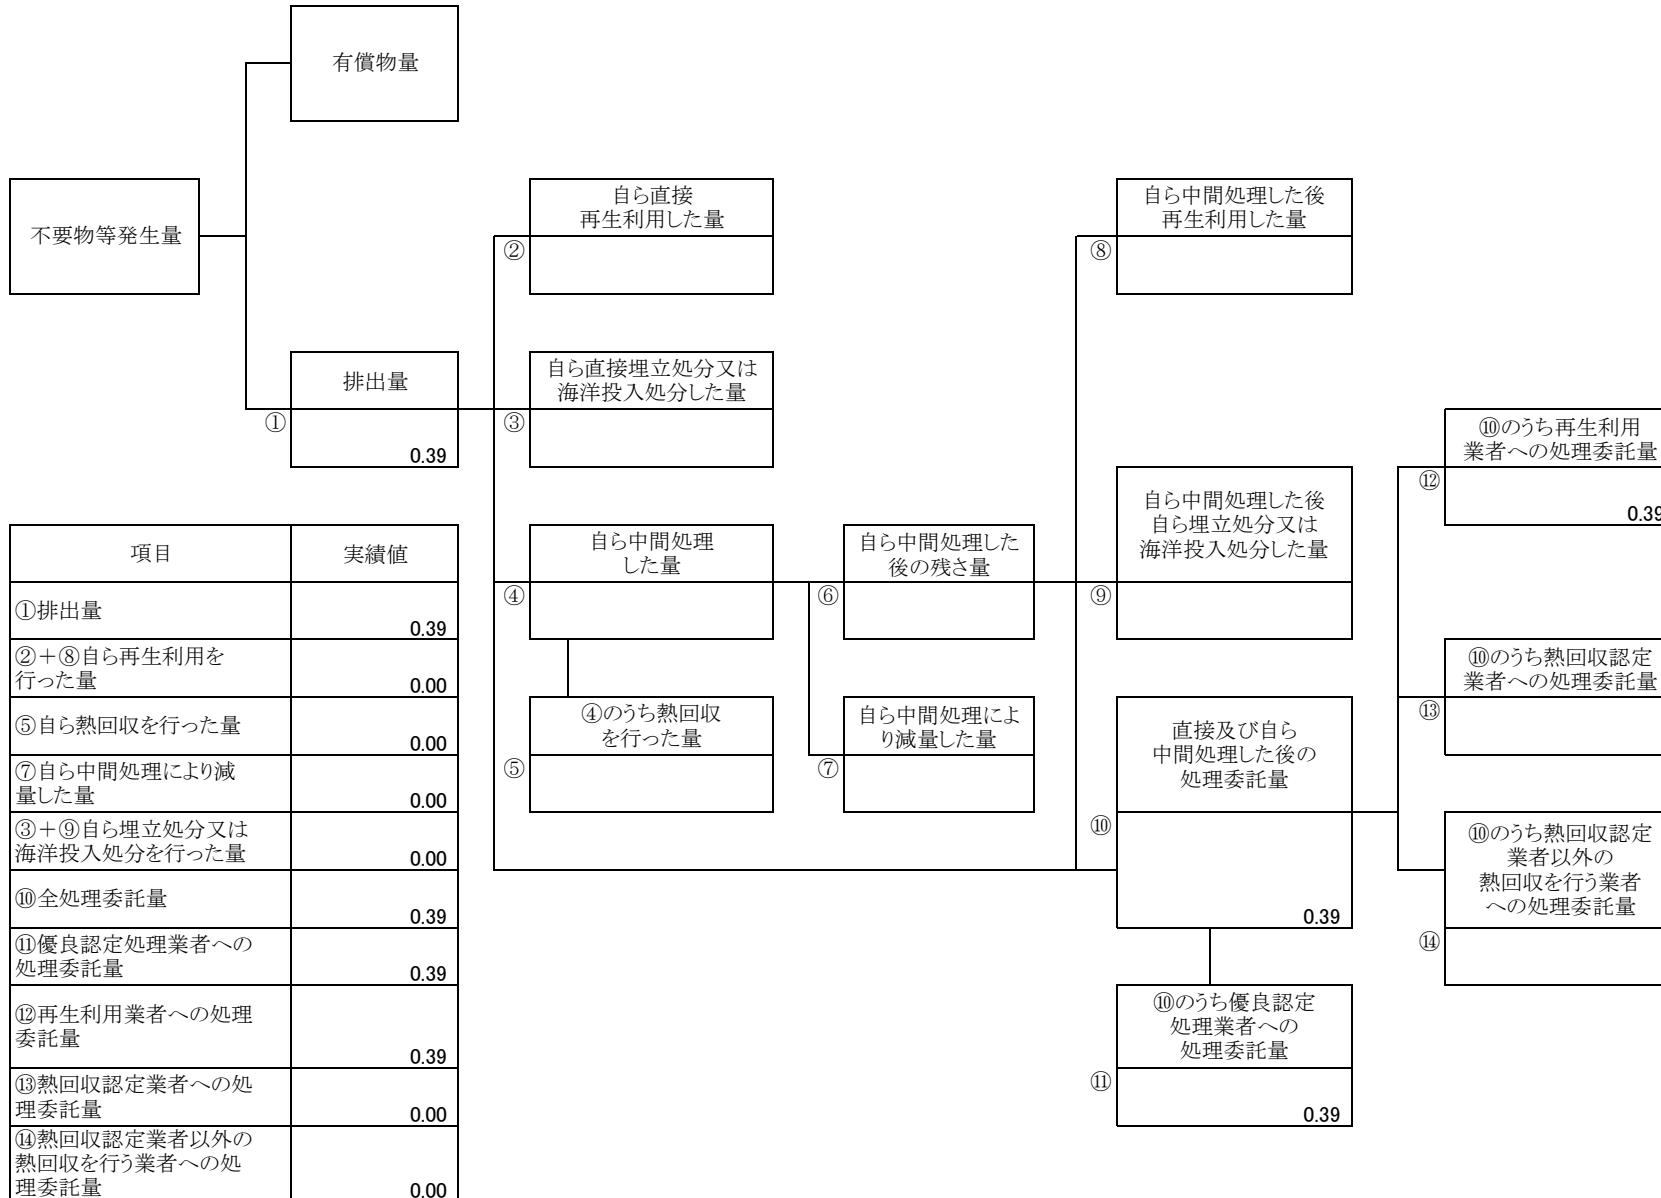 有償物量
不要物等発生量
排出量
①
0.39
自ら直接
再生利用した量
②
自ら直接埋立処分又は
海洋投入処分した量
③
自ら中間処理
した量
④
④のうち熱回収
を行った量
⑤
自ら中間処理した
後の残さ量
⑥
自ら中間処理によ
り減量した量
⑦
自ら中間処理した後
再生利用した量
⑧
自ら中間処理した後
自ら埋立処分又は
海洋投入処分した量
⑨
直接及び自ら
中間処理した後の
処理委託量
⑩
0.39
⑩のうち優良認定
処理業者への
処理委託量
⑪
0.39
⑩のうち再生利用
業者への処理委託量
⑫
0.39
⑩のうち熱回収認定
業者への処理委託量
⑬
⑩のうち熱回収認定
業者以外の
熱回収を行う業者
への処理委託量
⑭
項目 実績値
①排出量 0.39
②+⑧自ら再生利用を
行った量 0.00
⑤自ら熱回収を行った量 0.00
⑦自ら中間処理により減
量した量 0.00
③+⑨自ら埋立処分又は
海洋投入処分を行った量 0.00
⑩全処理委託量 0.39
⑪優良認定処理業者への
処理委託量 0.39
⑫再生利用業者への処理
委託量 0.39
⑬熱回収認定業者への処
理委託量 0.00
⑭熱回収認定業者以外の
熱回収を行う業者への処
理委託量 0.00